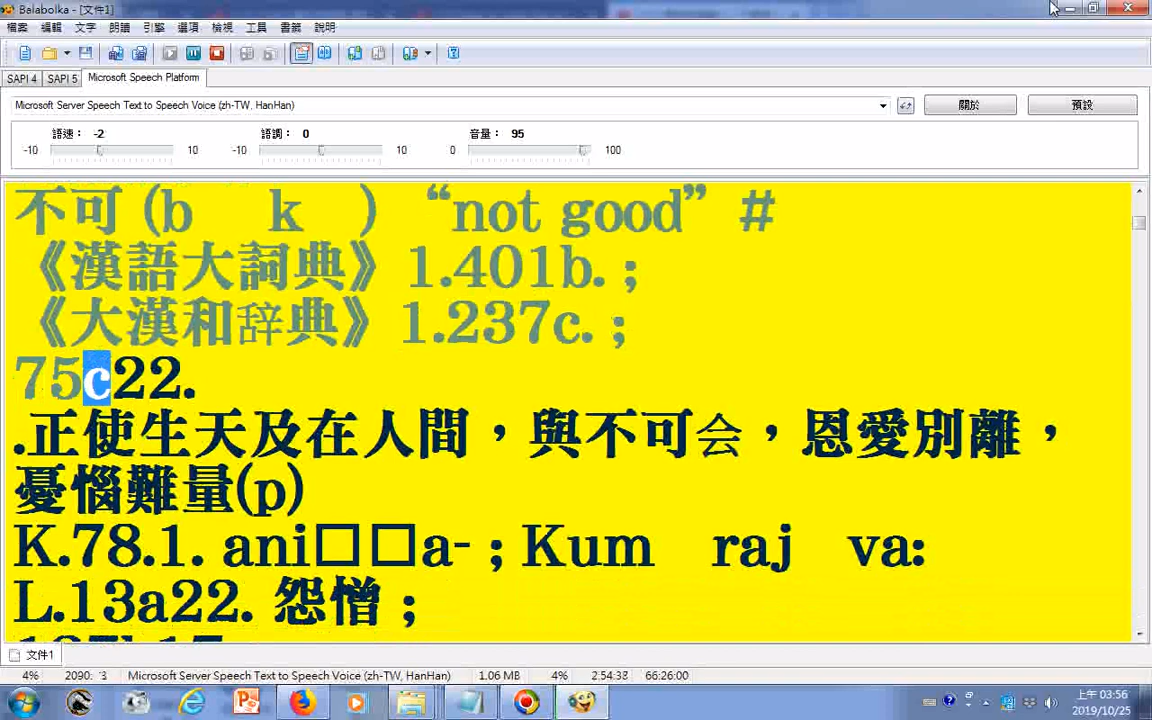 Balabolka - [文件1]
檔案 編輯 文字 朗讀 引擎 選項 檢視 工具 書籤 說明
SAPI 4 SAPI 5 Microsoft Speech Platform
Microsoft Server Speech Text to Speech Voice (zh-TW, HanHan) 關於 預設
語速： -2 語調： 0 音量： 95
-10 10 -10 10 0 100
不可 (b k ) “not good” #
《漢語大詞典》 1.401b. ;
《大漢和辞典》 1.237c. ;
75c22.
.正使生天及在人間，與不可会，恩愛別離，
憂惱難量(p)
K.78.1. ani□□a- ; Kum raj va:
L.13a22. 怨憎 ;
文件1
4% 2090: Microsoft Server Speech Text to Speech Voice (zh-TW, HanHan) 1.06 MB 4% 2:54:38 66:26:00
上午 03:56
2019/10/25